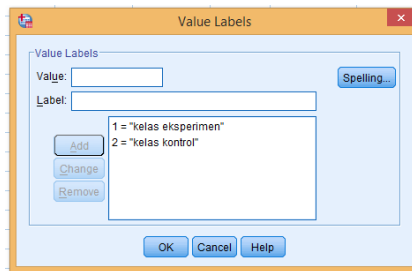 Value Labels
Value Labels
Value:
Spelling...
Label:
1 = "kelas eksperimen"
2 = "kelas kontrol"
Add
Change
Remove
OK Cancel Help